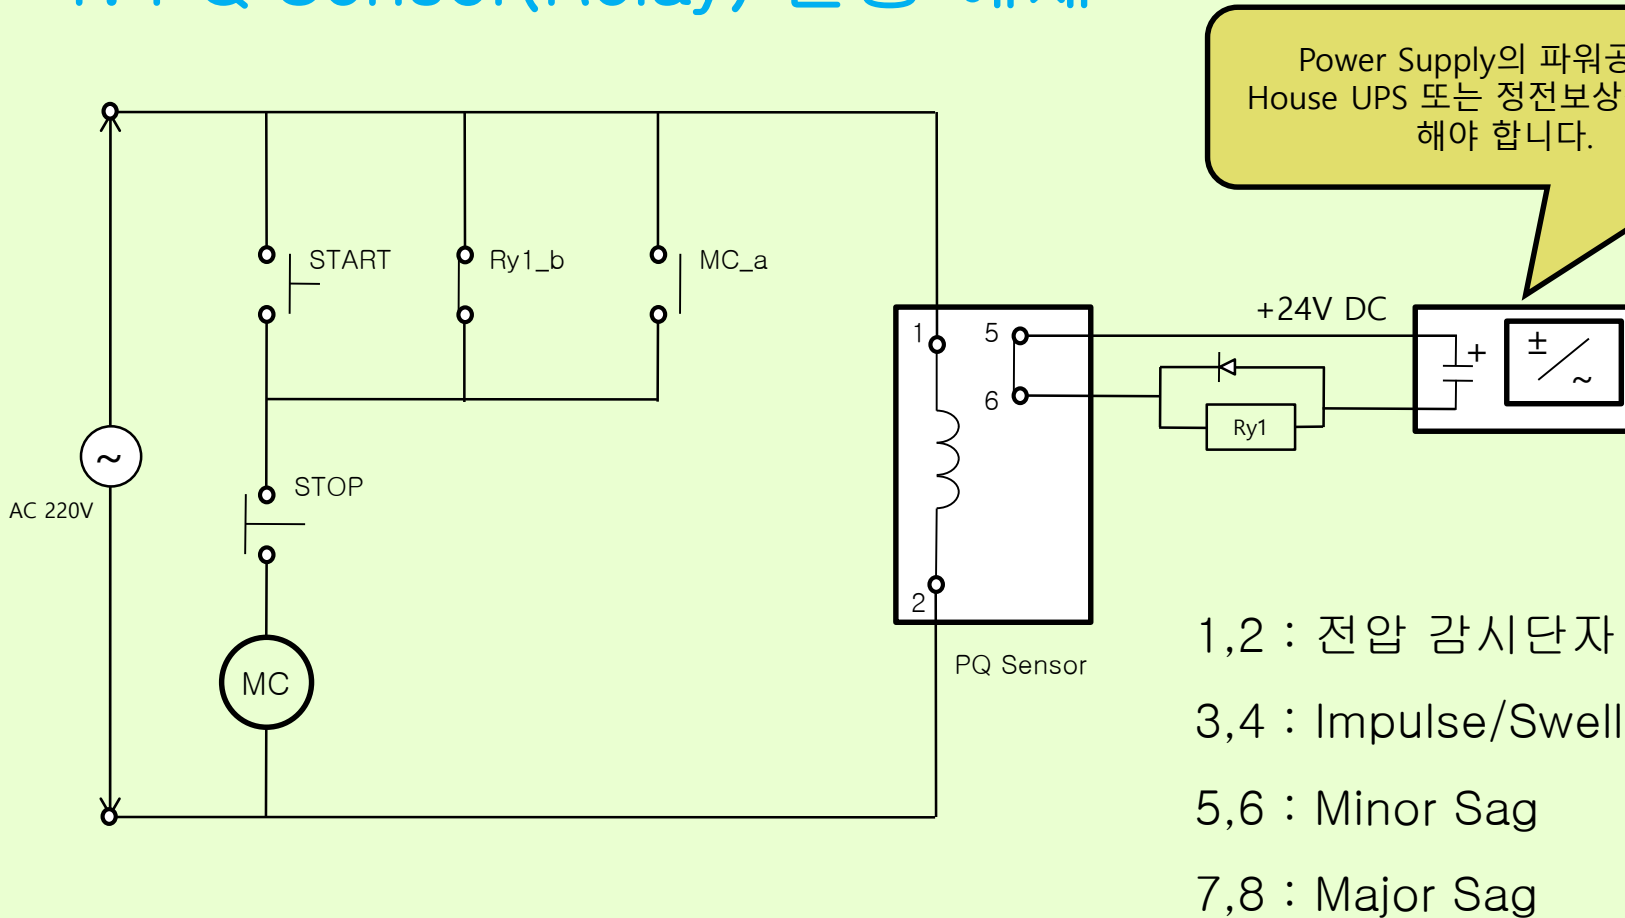 Sensor(Relay)
Power Supply의 파워공
House UPS 또는 정전보상
해야 합니다.
START
Ry1_b
MC_a
+24V DC
1
5
+
±
~
6
Ry1
~
STOP
AC 220V
2
MC
PQ Sensor
1,2 : 전압 감시단자
3,4 : Impulse/Swell
5,6 : Minor Sag
7,8 : Major Sag